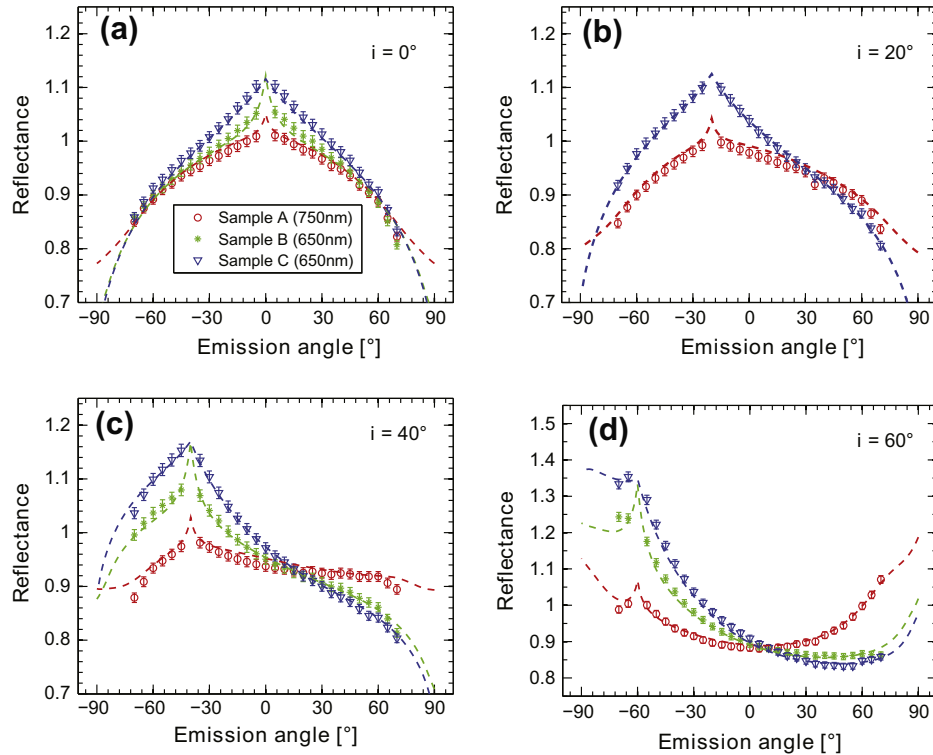 (a)
i = 0°
Reflectance
1.2
1.1
1
0.9
0.8
0.7
Sample A (750nm)
Sample B (650nm)
Sample C (650nm)
−90 −60 −30 0 30 60 90
Emission angle [°]
(b)
i = 20°
Reflectance
1.2
1.1
1
0.9
0.8
0.7
−90 −60 −30 0 30 60 90
Emission angle [°]
(c)
i = 40°
Reflectance
1.2
1.1
1
0.9
0.8
0.7
−90 −60 −30 0 30 60 90
Emission angle [°]
(d)
i = 60°
Reflectance
1.5
1.4
1.3
1.2
1.1
1
0.9
0.8
−90 −60 −30 0 30 60 90
Emission angle [°]